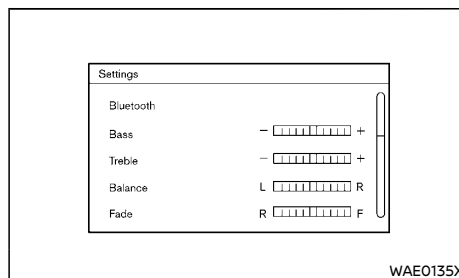 Settings
Bluetooth
Bass - +
Treble - +
Balance L R
Fade R F
WAE0135X